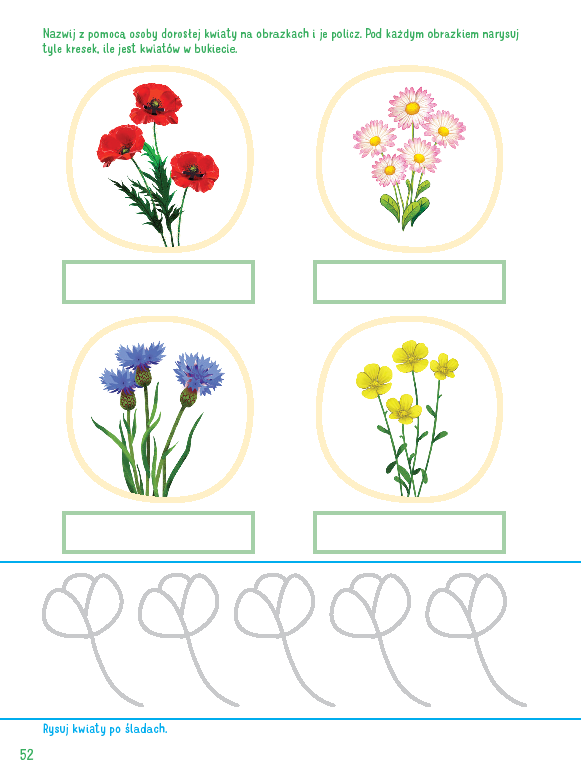 Nazwij z pomocą osoby dorosłej kwiaty na obrazkach i je policz. Pod każdym obrazkiem narysuj
tyle kresek, ile jest kwiatów w bukiecie.
Rysuj kwiaty po śladach.
52